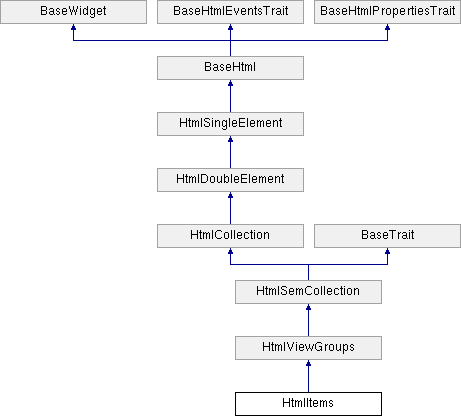 BaseWidget
BaseHtmlEventsTrait
BaseHtmlPropertiesTrait
BaseHtml
HtmlSingleElement
HtmlDoubleElement
HtmlCollection
BaseTrait
HtmlSemCollection
HtmlViewGroups
HtmlItems